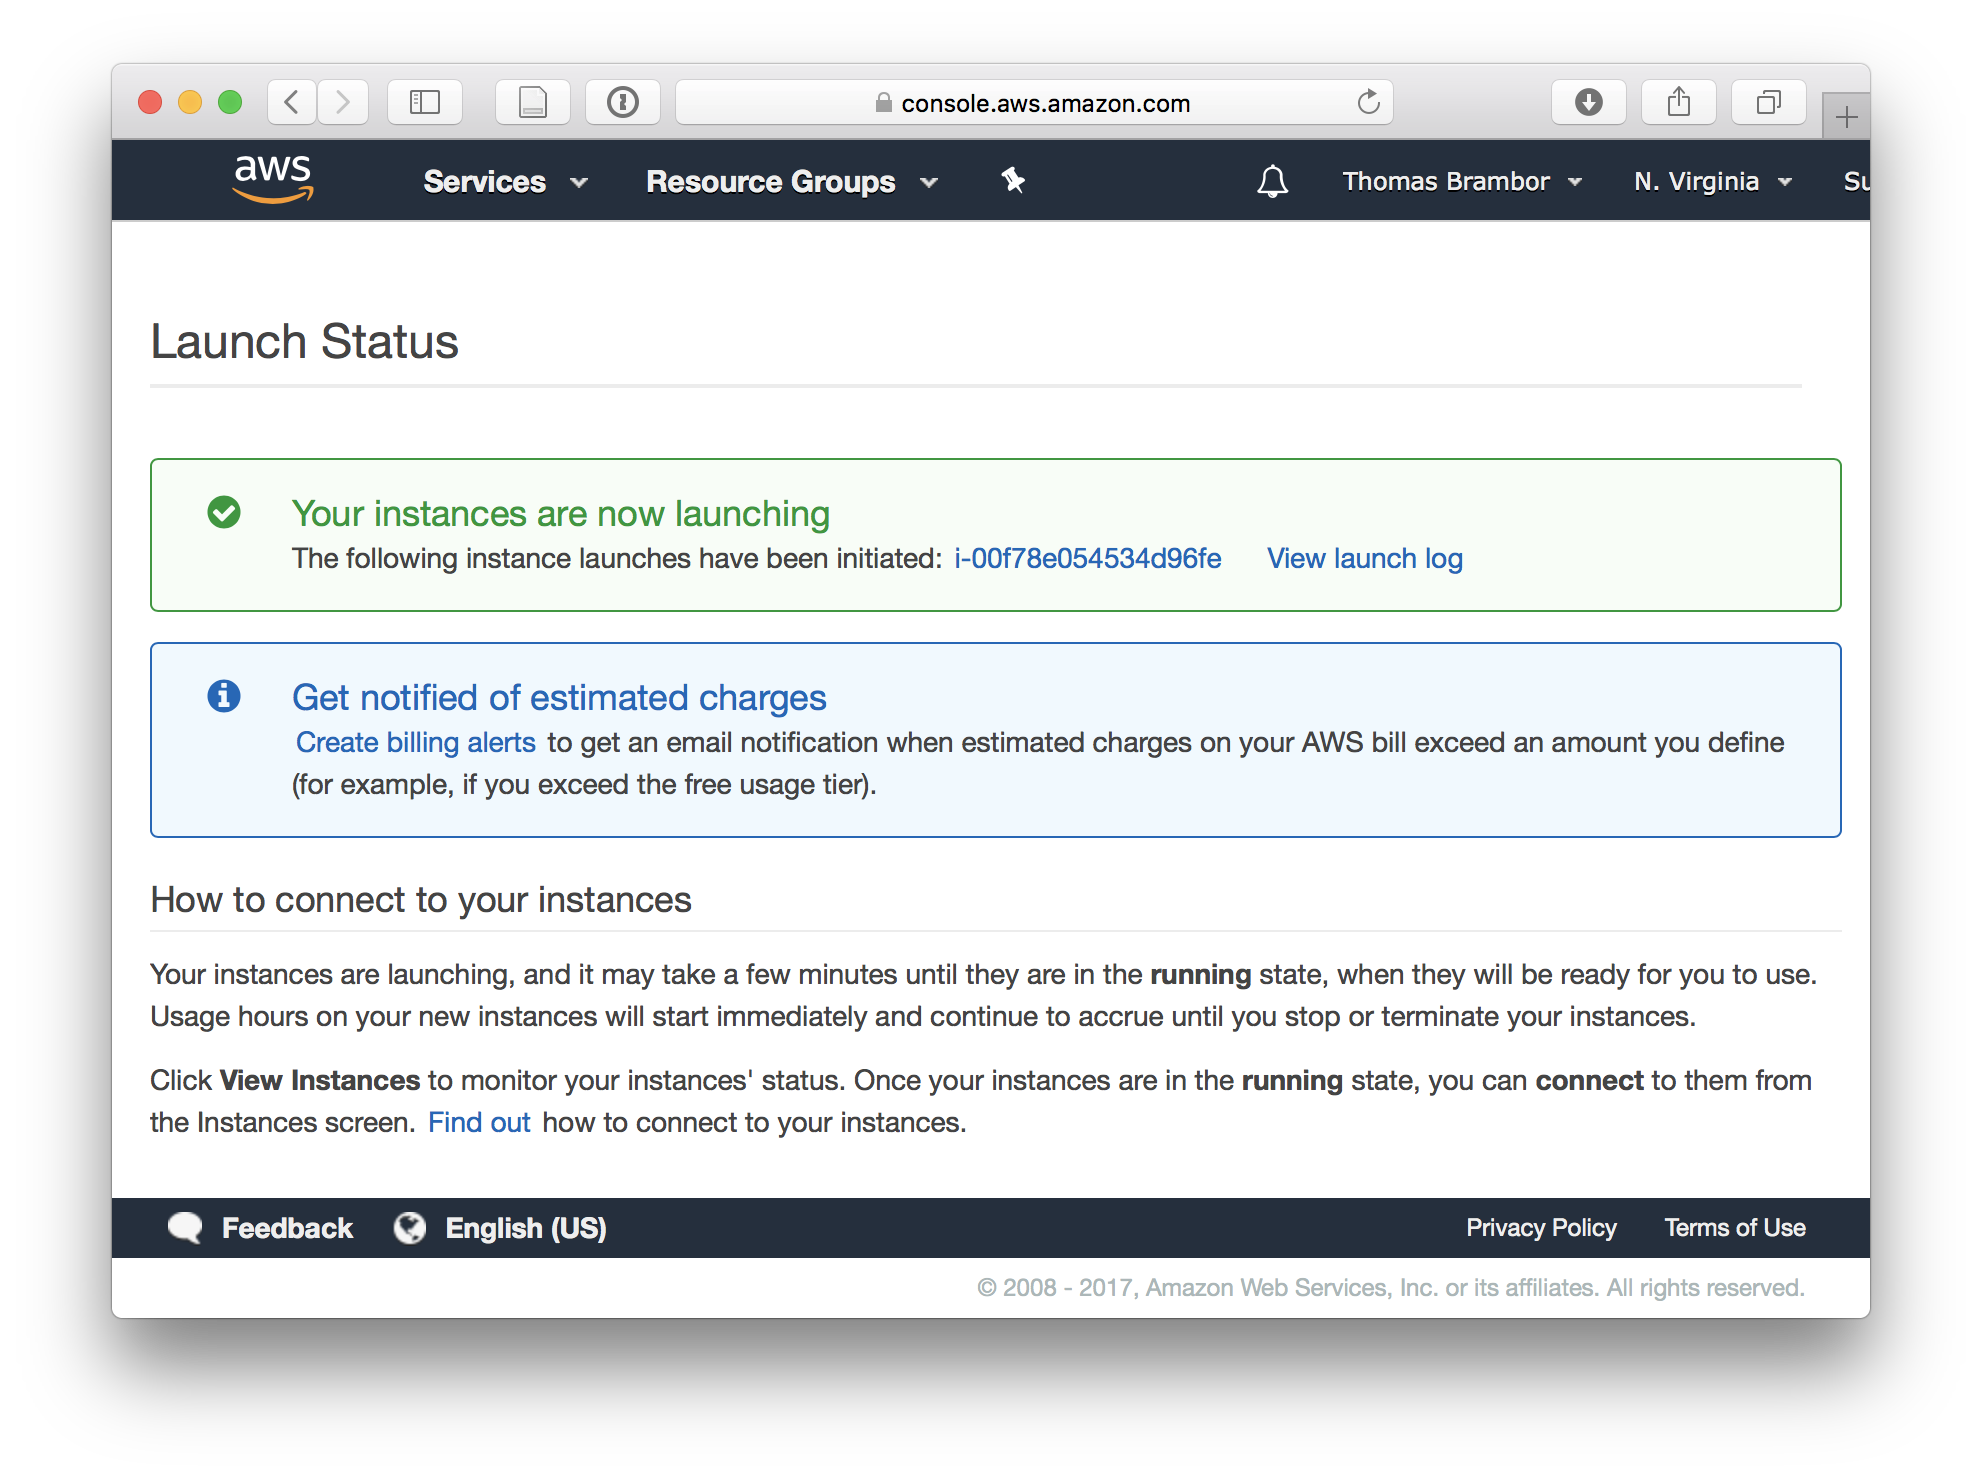 console.aws.amazon.com
aws Services Resource Groups Thomas Brambor N. Virginia Su
Launch Status
Your instances are now launching
The following instance launches have been initiated: i-00f78e054534d96fe View launch log
Get notified of estimated charges
Create billing alerts to get an email notification when estimated charges on your AWS bill exceed an amount you define
(for example, if you exceed the free usage tier).
How to connect to your instances
Your instances are launching, and it may take a few minutes until they are in the running state, when they will be ready for you to use.
Usage hours on your new instances will start immediately and continue to accrue until you stop or terminate your instances.
Click View Instances to monitor your instances' status. Once your instances are in the running state, you can connect to them from
the Instances screen. Find out how to connect to your instances.
Feedback English (US) Privacy Policy Terms of Use
© 2008 - 2017, Amazon Web Services, Inc. or its affiliates. All rights reserved.